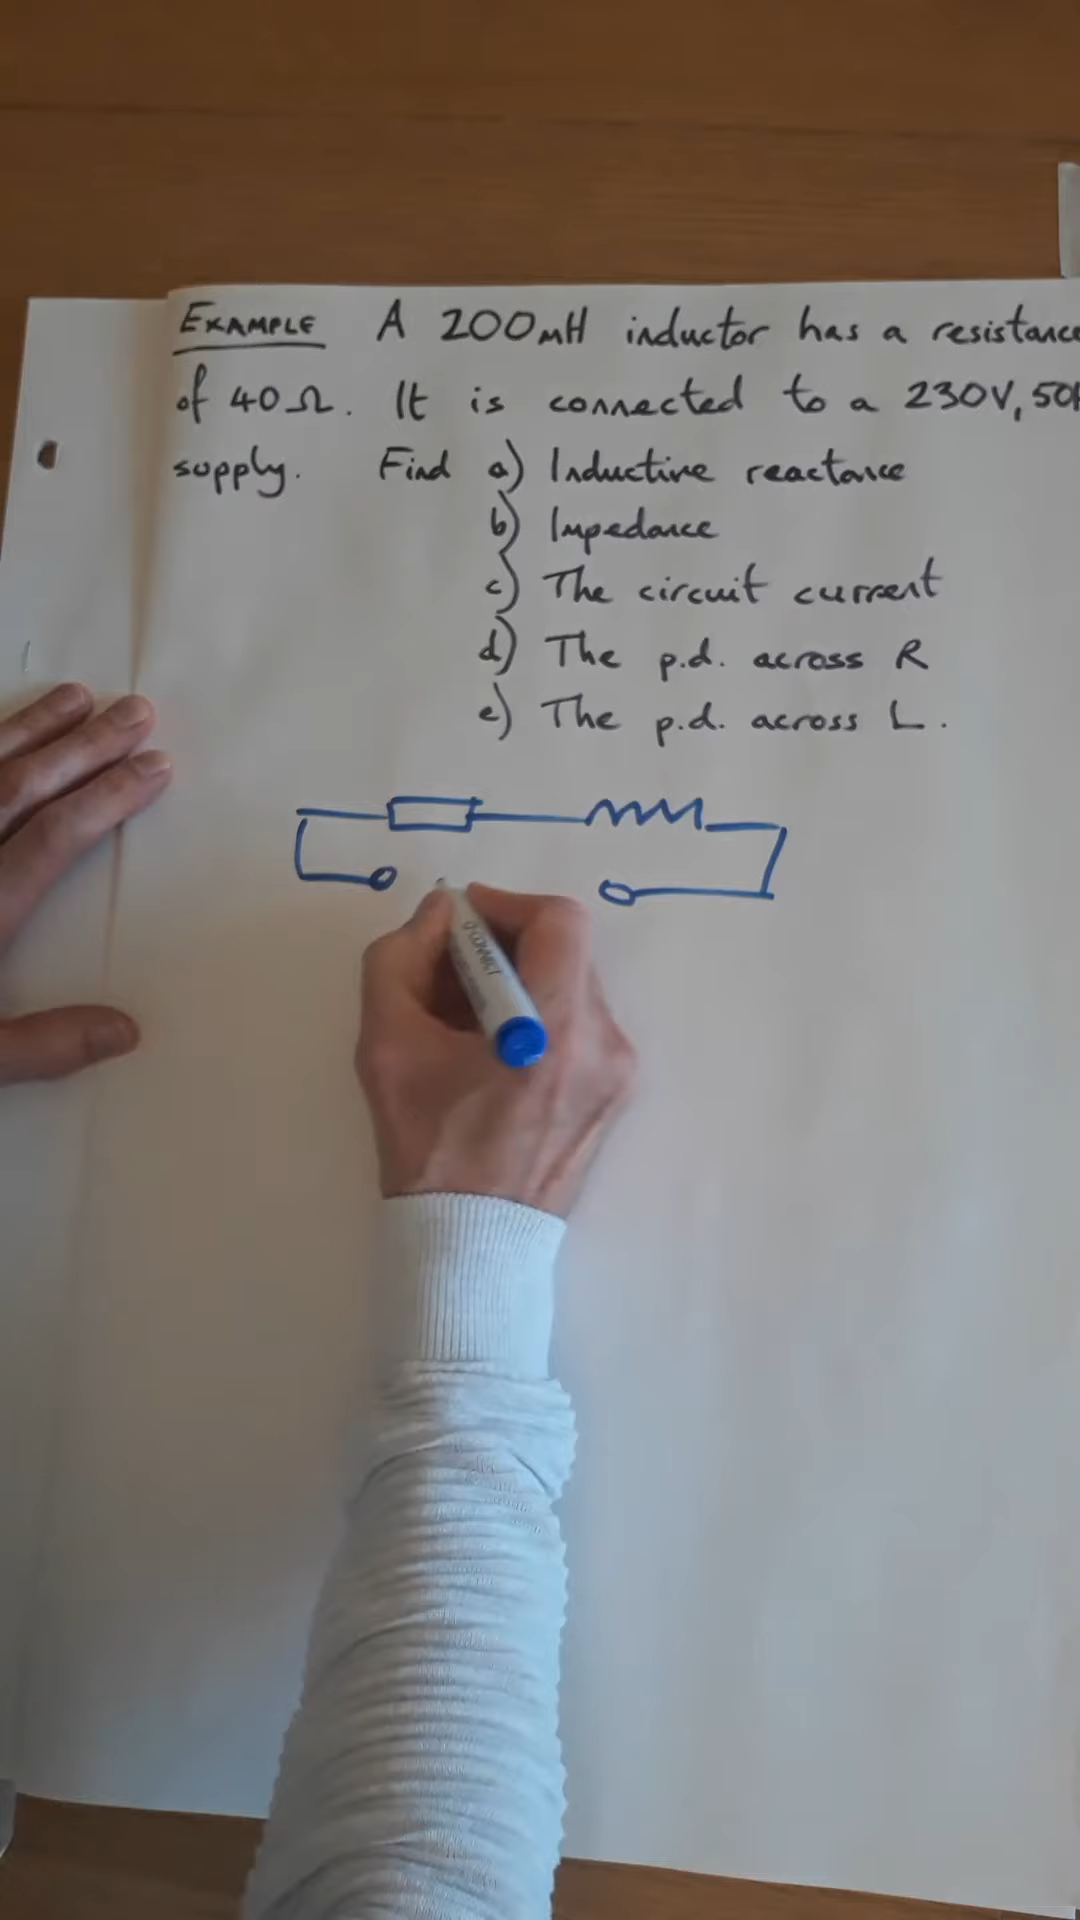 EXAMPLE A 200mH inductor has a resistance
of 40Ω. It is connected to a 230V, 50H
supply. Find a) Inductive reactance
b) Impedance
c) The circuit current
d) The p.d. across R
e) The p.d. across L.